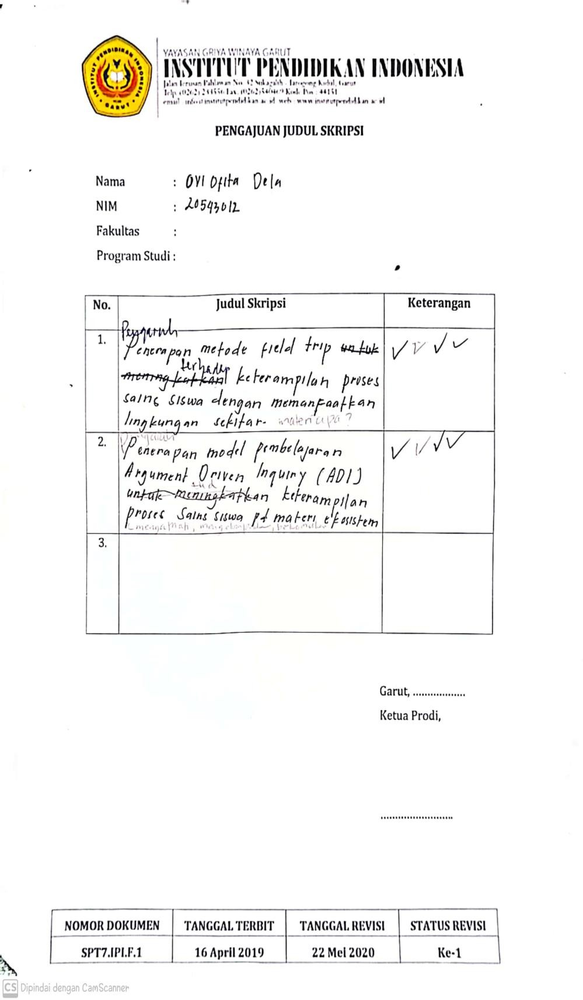 YAYASAN GRIYA WINAYA GARUT
INSTITUT PENDIDIKAN INDONESIA
Jalan Terusan Pahlawan No. 32 Sukagalih - Tarogong Kidul, Garut
Telp. (0262) 233556 Fax. (0262) 540469 Kode Pos : 44151
email : info@institutpendidikan.ac.id web : www.institutpendidikan.ac.id
INSTITUT PENDIDIKAN INDONESIA
GARUT
PENGAJUAN JUDUL SKRIPSI
Nama : OVI Ofita Dela
NIM : 20543012
Fakultas :
Program Studi :
No. Judul Skripsi Keterangan
Pengaruh
1. Penerapan metode field trip untuk ✓ ✓ ✓ ✓
terhadap
meningkatkan keterampilan proses
sains siswa dengan memanfaatkan
lingkungan sekitar. materi apa?
Pengaruh
2. Penerapan model pembelajaran ✓ ✓ ✓ ✓
Argument Driven Inquiry (ADI)
thd
untuk meningkatkan keterampilan
proses Sains siswa pd materi ekosistem
mengamati,
3.
Garut, ..................
Ketua Prodi,
.........................
NOMOR DOKUMEN TANGGAL TERBIT TANGGAL REVISI STATUS REVISI
SPT7.IPI.F.1 16 April 2019 22 Mei 2020 Ke-1
CS Dipindai dengan CamScanner